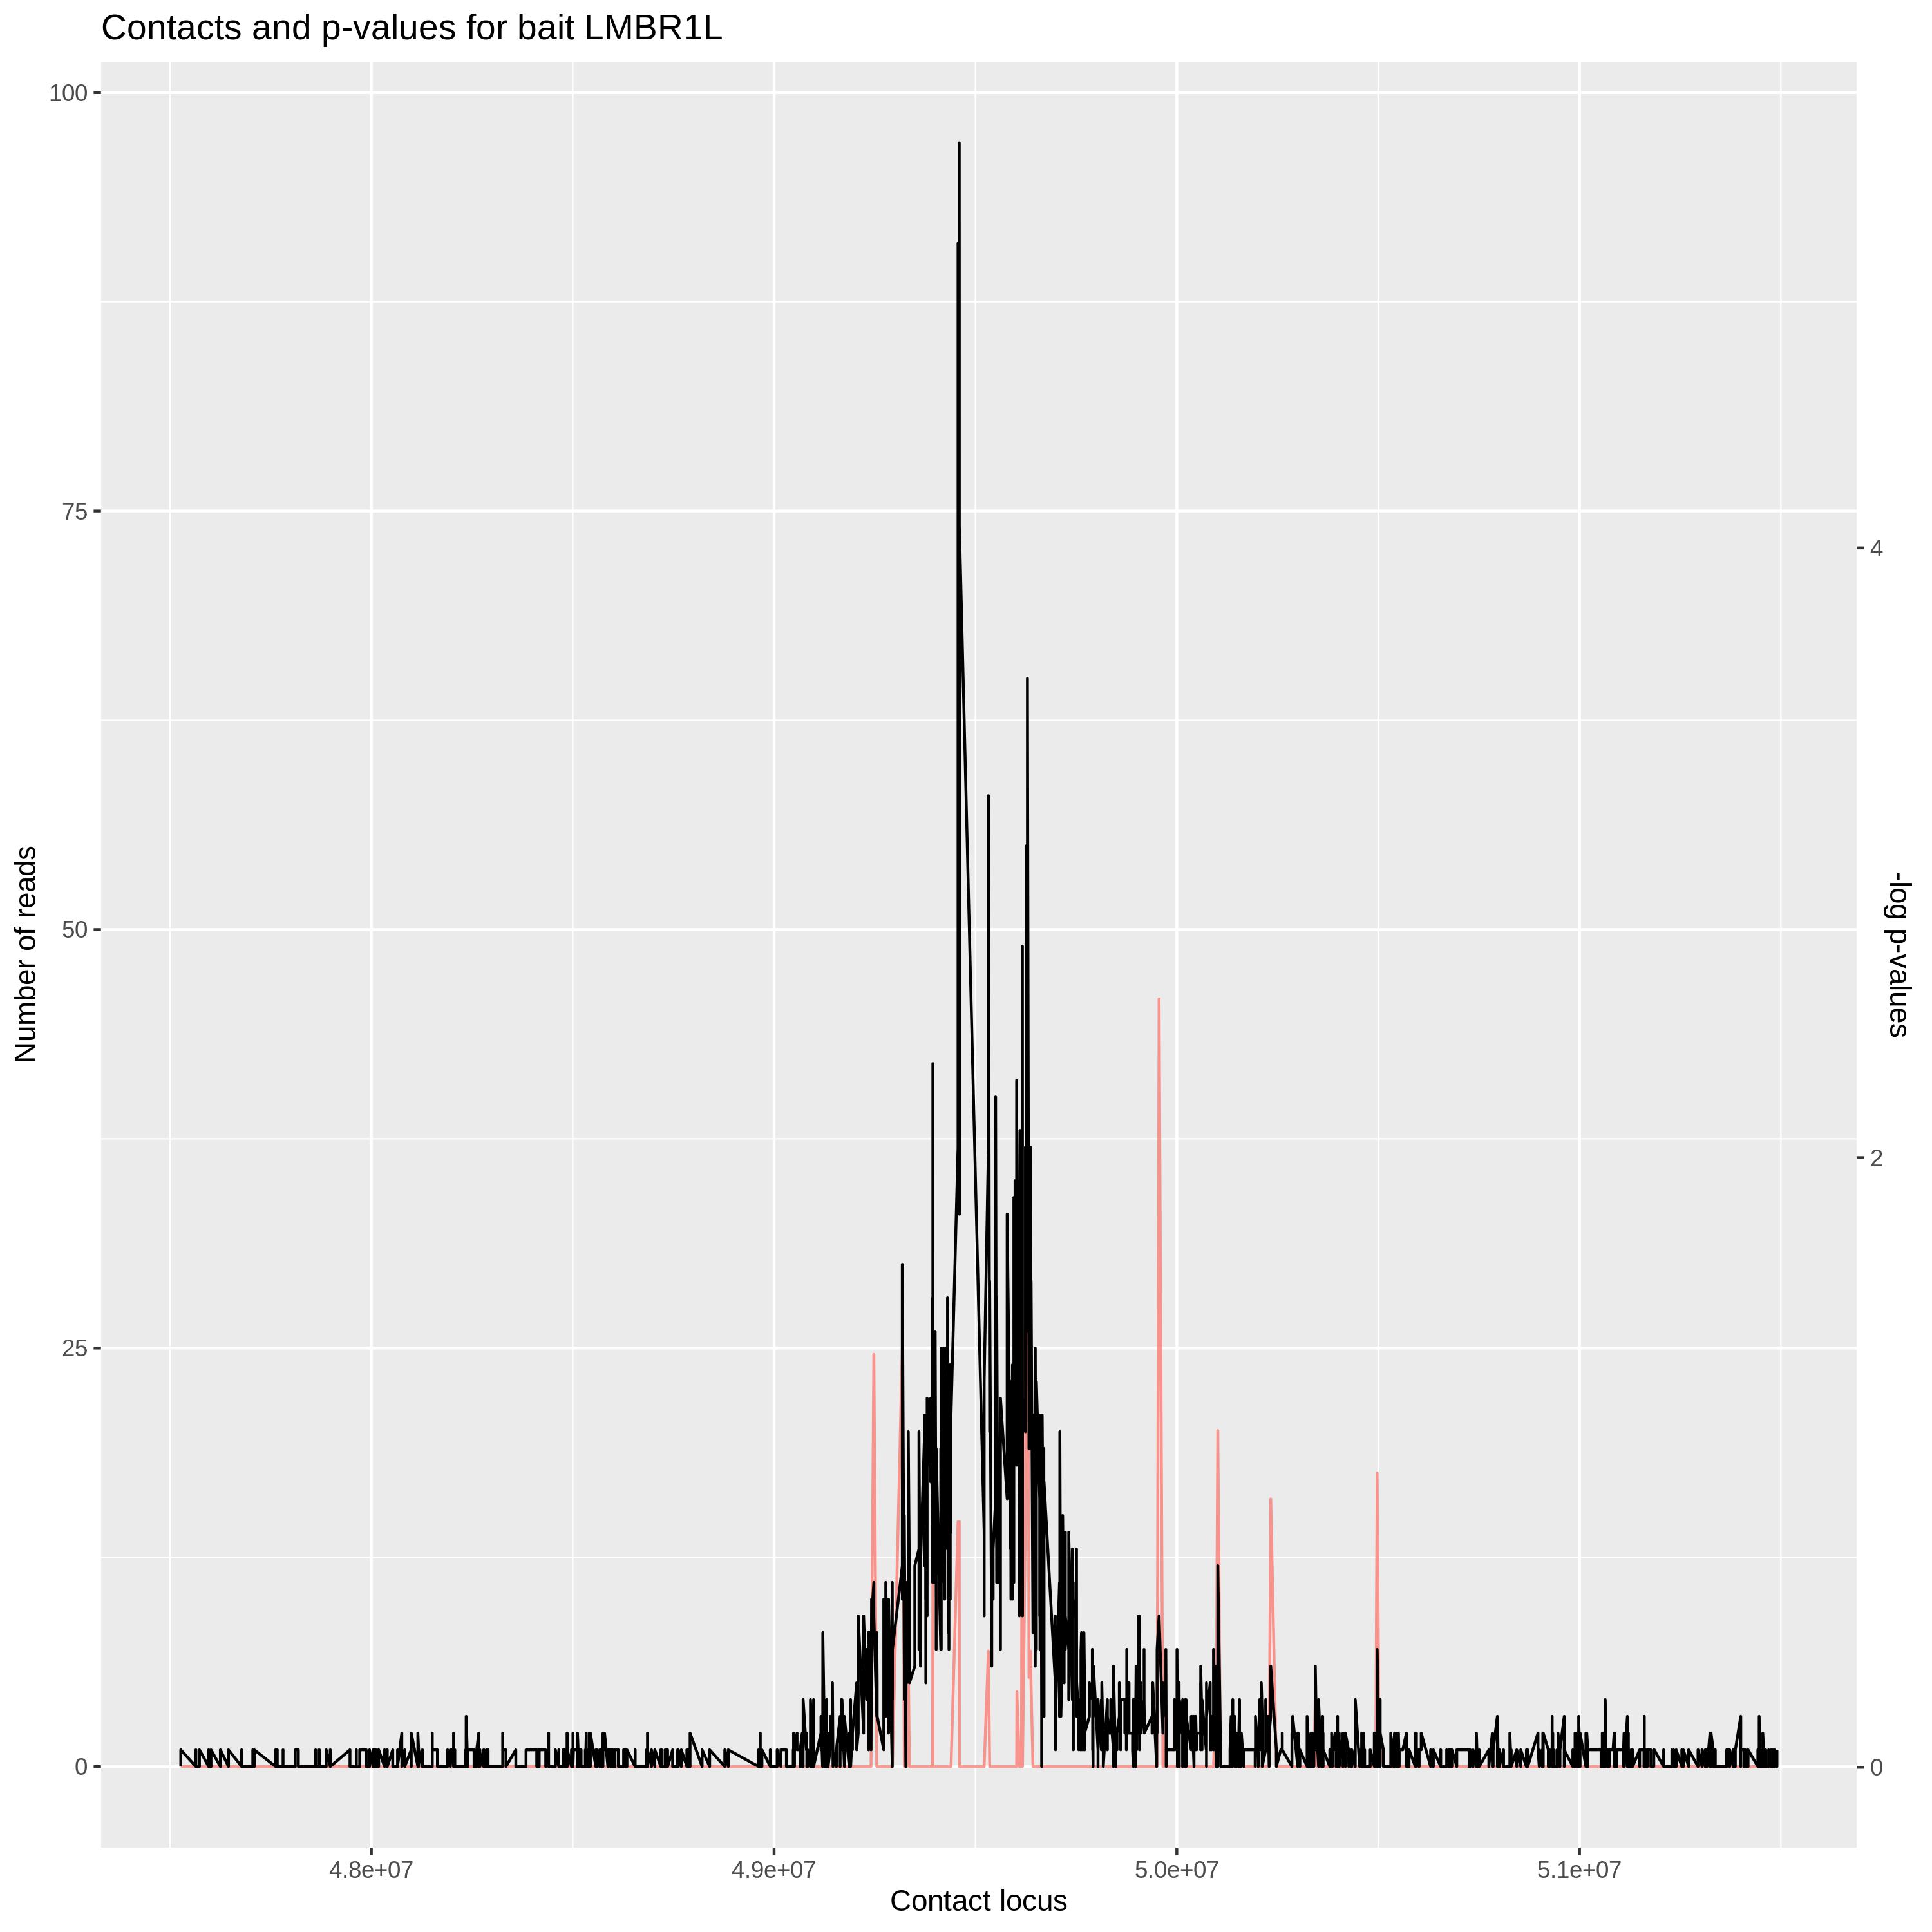 Contacts and p-values for bait LMBR1L
100
75
50
25
0
Number of reads
4
2
0
-log p-values
4.8e+07
4.9e+07
5.0e+07
5.1e+07
Contact locus